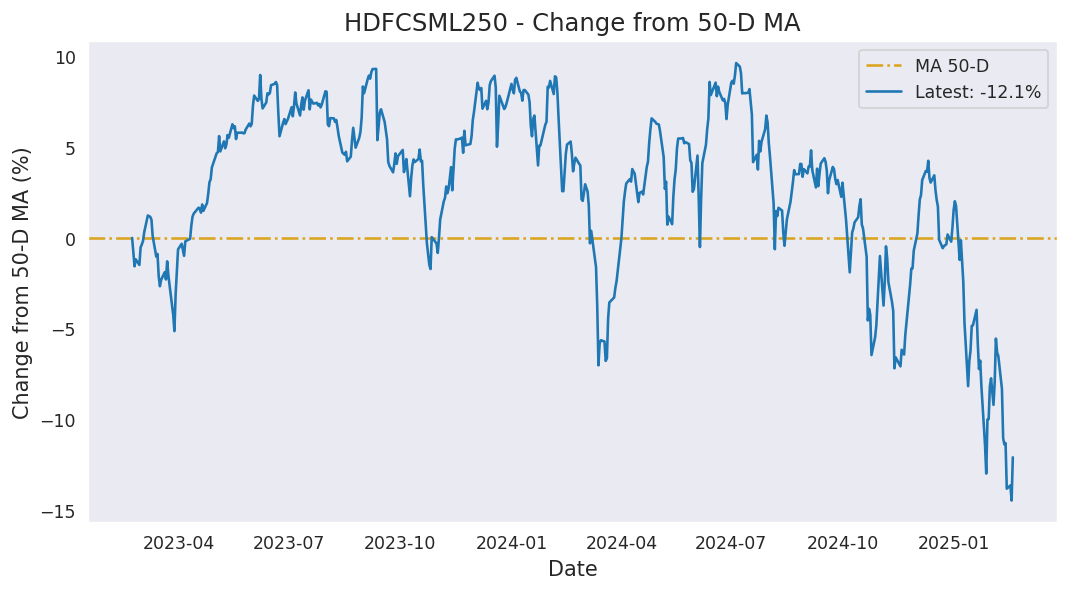 HDFCSML250 - Change from 50-D MA
Change from 50-D MA (%)
10
5
0
−5
−10
−15
MA 50-D
Latest: -12.1%
2023-04 2023-07 2023-10 2024-01 2024-04 2024-07 2024-10 2025-01
Date